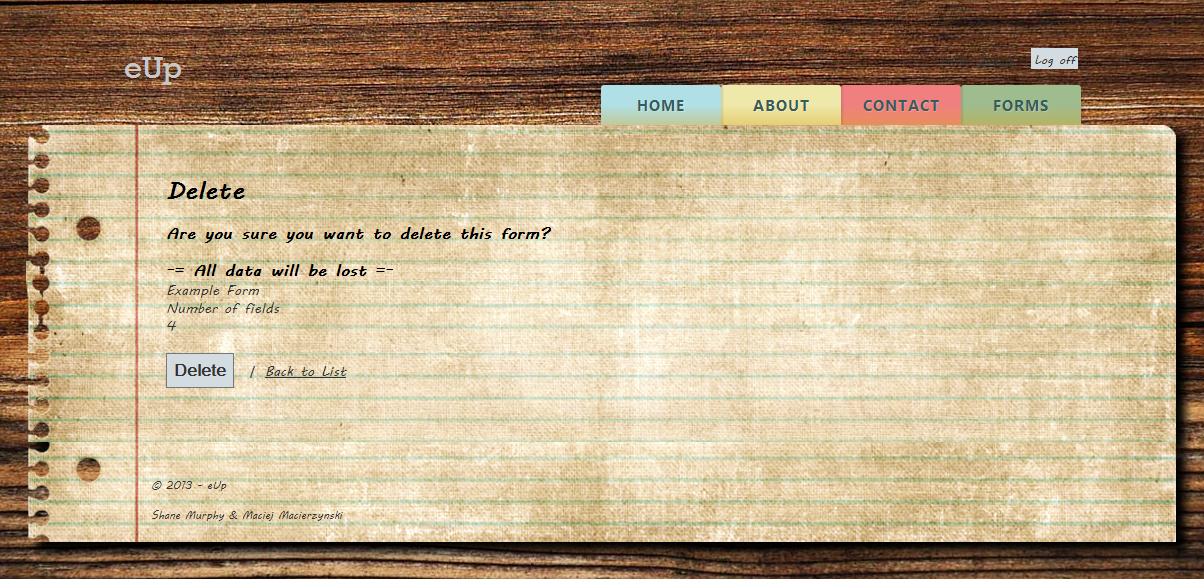 eUp
Log off
HOME ABOUT CONTACT FORMS
Delete
Are you sure you want to delete this form?
-= All data will be lost =-
Example Form
Number of fields
4
Delete | Back to List
© 2013 - eUp
Shane Murphy & Maciej Macierzynski